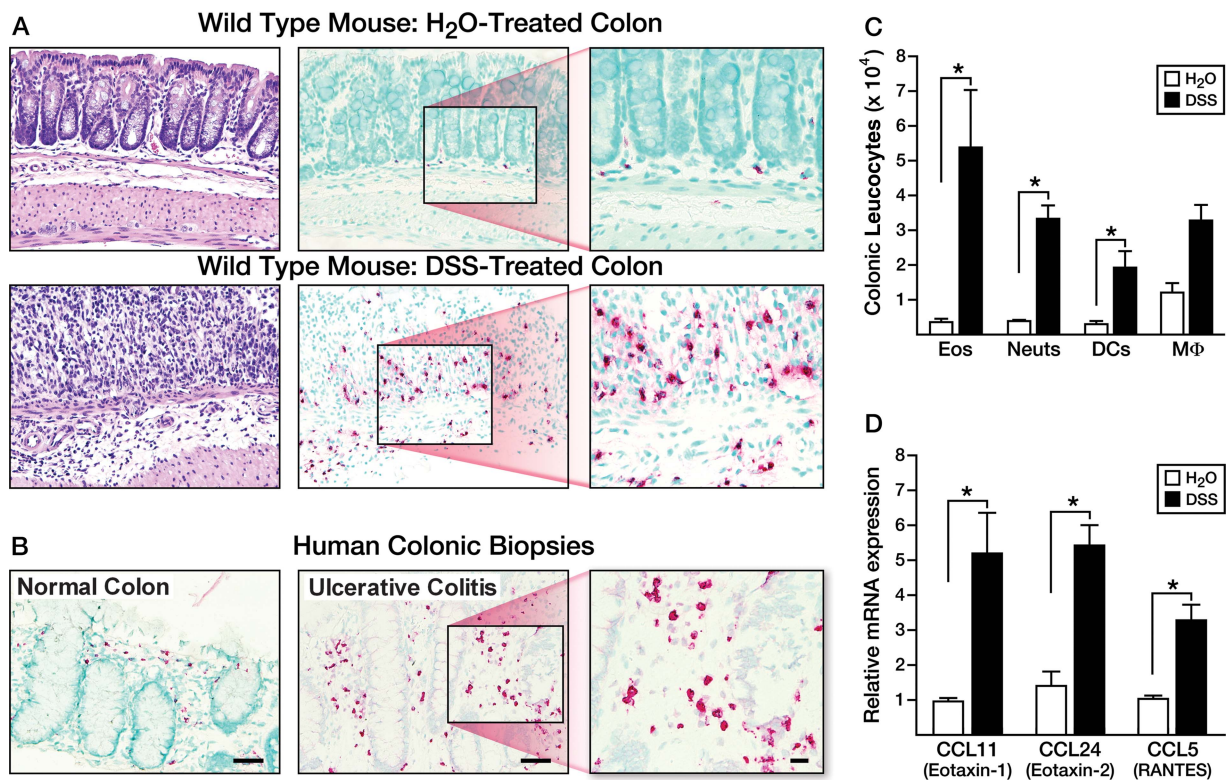 A
Wild Type Mouse: H₂O-Treated Colon
Wild Type Mouse: DSS-Treated Colon
B
Human Colonic Biopsies
Normal Colon
Ulcerative Colitis
C
Colonic Leucocytes (x 10⁴)
8
7
6
5
4
3
2
1
*
*
*
H₂O
DSS
Eos
Neuts
DCs
MΦ
D
Relative mRNA expression
8
7
6
5
4
3
2
1
*
*
*
H₂O
DSS
CCL11
(Eotaxin-1)
CCL24
(Eotaxin-2)
CCL5
(RANTES)